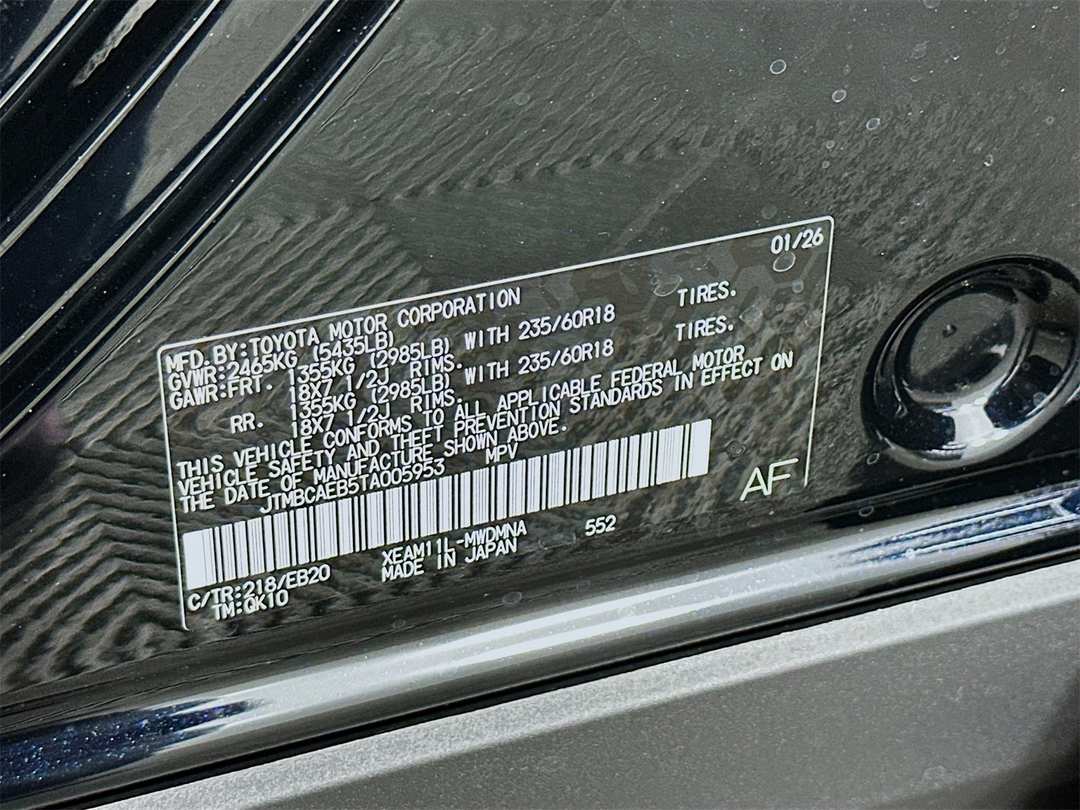 01/26
MFD. BY:TOYOTA MOTOR CORPORATION
GVWR:2465KG (5435LB)
GAWR:FRT. 1355KG (2985LB) WITH 235/60R18 TIRES.
18X7 1/2J RIMS.
RR. 1355KG (2985LB) WITH 235/60R18 TIRES.
18X7 1/2J RIMS.
THIS VEHICLE CONFORMS TO ALL APPLICABLE FEDERAL MOTOR
VEHICLE SAFETY AND THEFT PREVENTION STANDARDS IN EFFECT ON
THE DATE OF MANUFACTURE SHOWN ABOVE.
JTMBCAEB5TA005953 MPV
AF
XEAM11L-MWDMNA 552
C/TR:218/EB20 MADE IN JAPAN
TM:QK10